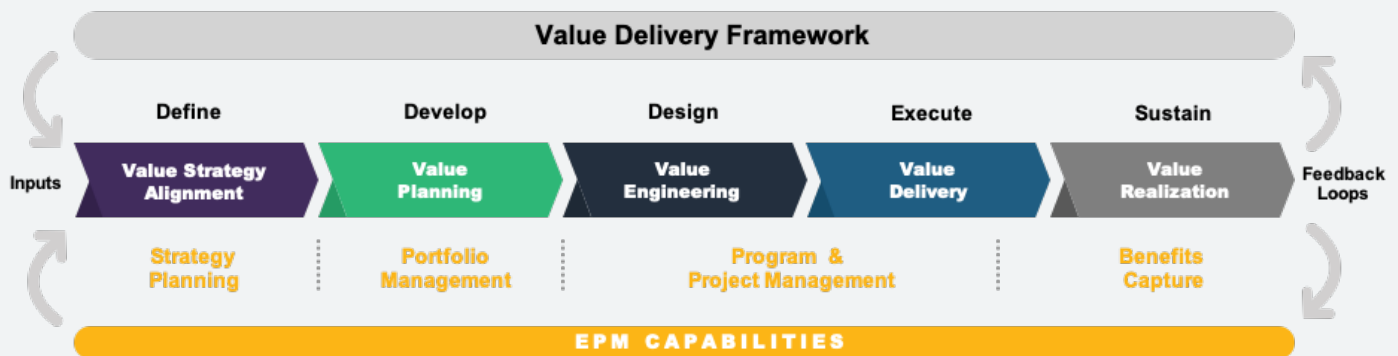 Value Delivery Framework
Define
Develop
Design
Execute
Sustain
Inputs
Value Strategy
Alignment
Value
Planning
Value
Engineering
Value
Delivery
Value
Realization
Feedback
Loops
Strategy
Planning
Portfolio
Management
Program &
Project Management
Benefits
Capture
EPM CAPABILITIES